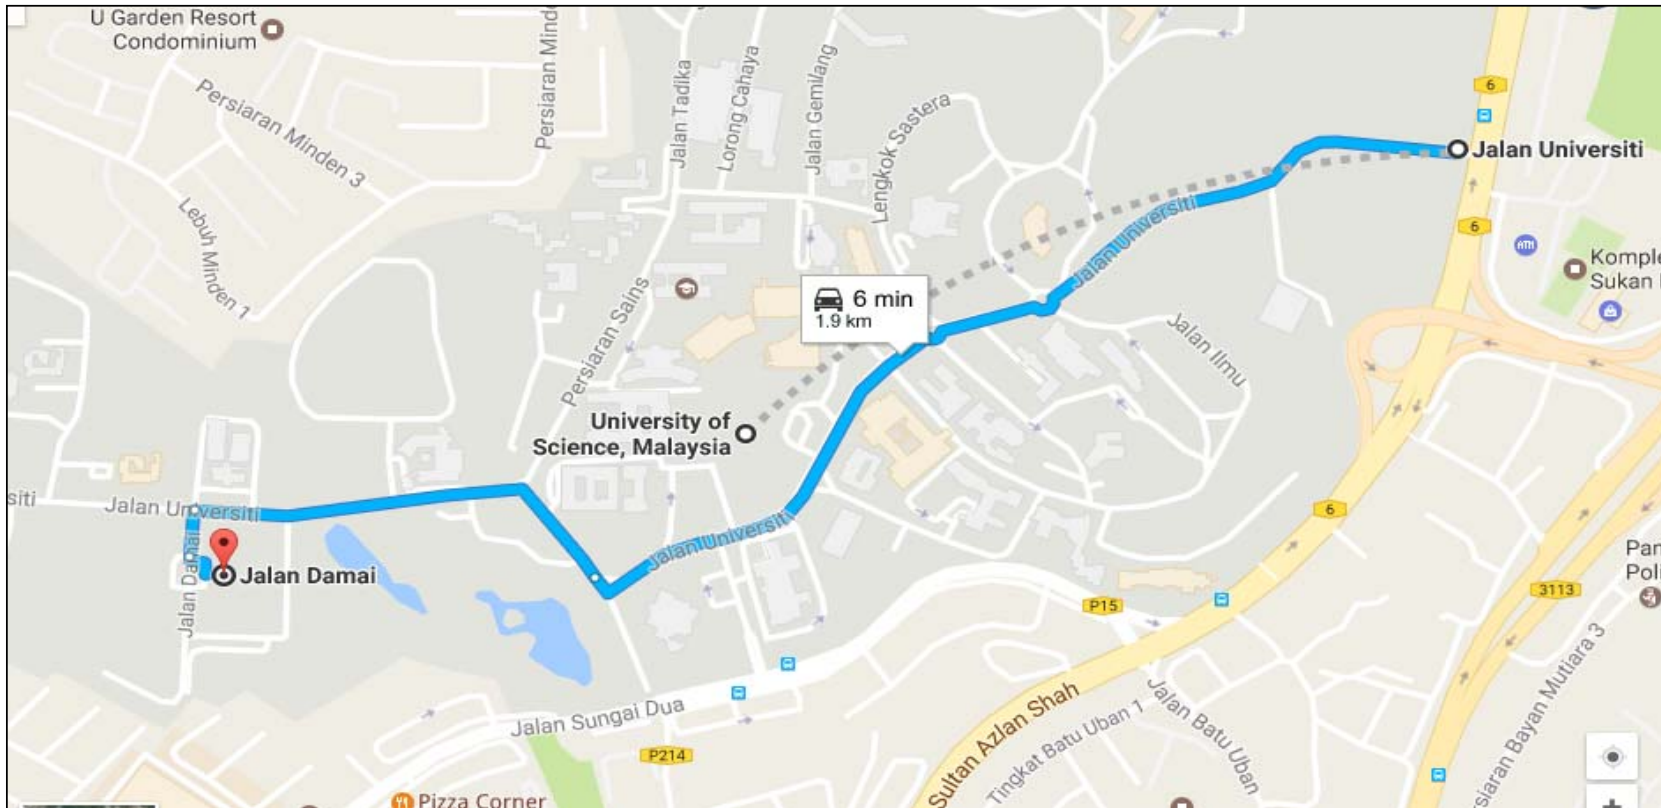 U Garden Resort
Condominium
Persiaran Minden 3
Persiaran Minde
Lebuh Minden 1
Jalan Tadika
Lorong Cahaya
Jalan Gemilang
Lengkok Sastera
6
Jalan Universiti
Jalan Universiti
6
ATM
Komple
Sukan
6 min
1.9 km
Persiaran Sains
Jalan Ilmu
University of
Science, Malaysia
siti
Jalan Universiti
Jalan Universiti
6
Jalan Damai
Jalan Damai
P15
3113
Pan
Poli
Jalan Sungai Dua
P214
Sultan Azlan Shah
Tingkat Batu Uban 1
Jalan Batu Uban
siaran Bayan Mutiara 3
Pizza Corner
+